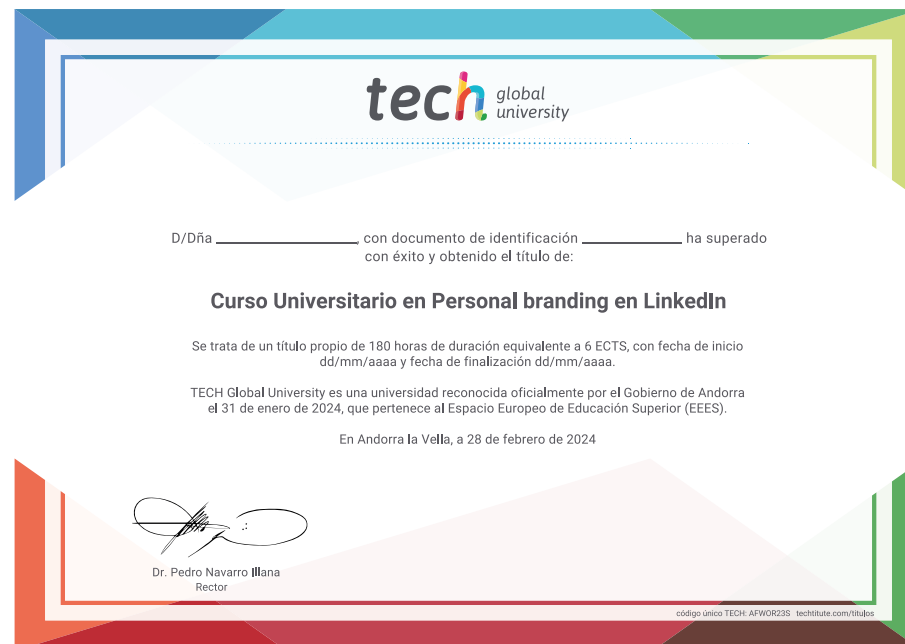 tech global university
D/Dña ____________, con documento de identificación ____________ ha superado
con éxito y obtenido el título de:
Curso Universitario en Personal branding en LinkedIn
Se trata de un título propio de 180 horas de duración equivalente a 6 ECTS, con fecha de inicio
dd/mm/aaaa y fecha de finalización dd/mm/aaaa.
TECH Global University es una universidad reconocida oficialmente por el Gobierno de Andorra
el 31 de enero de 2024, que pertenece al Espacio Europeo de Educación Superior (EEES).
En Andorra la Vella, a 28 de febrero de 2024
Dr. Pedro Navarro Illana
Rector
código único TECH: AFWOR23S techtitute.com/titulos